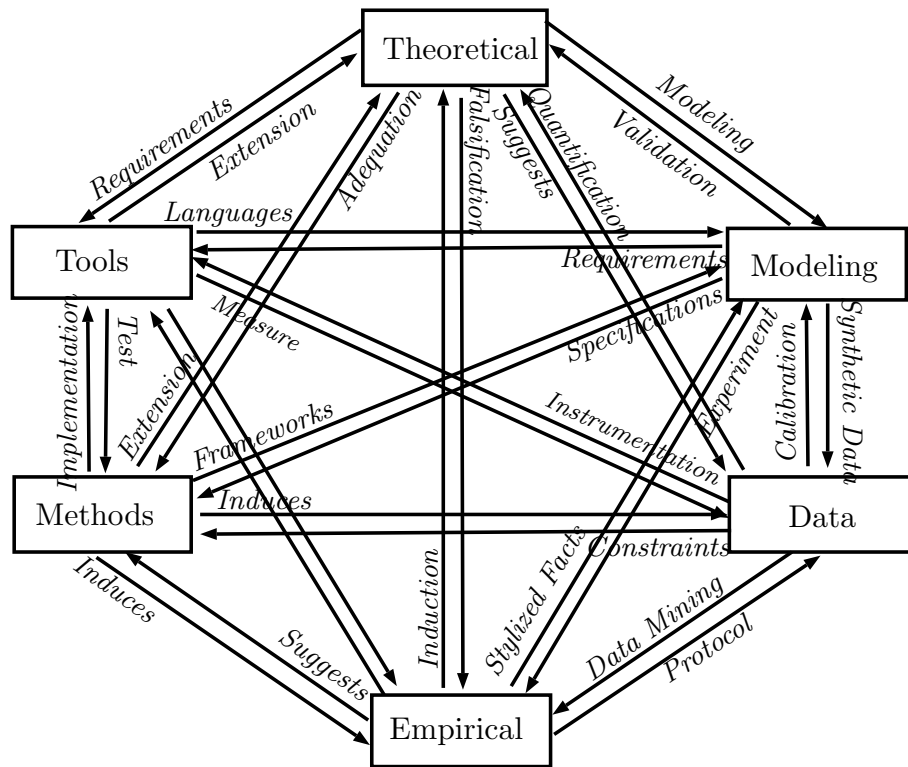 Theoretical
Requirements
Extension
Adequation
Falsification
Suggests
Quantification
Modeling
Validation
Languages
Requirements
Tools
Modeling
Measure
Specifications
Implementation
Test
Extension
Frameworks
Instrumentation
Experiment
Calibration
Synthetic Data
Methods
Induces
Constraints
Data
Induces
Suggests
Induction
Stylized Facts
Data Mining
Protocol
Empirical